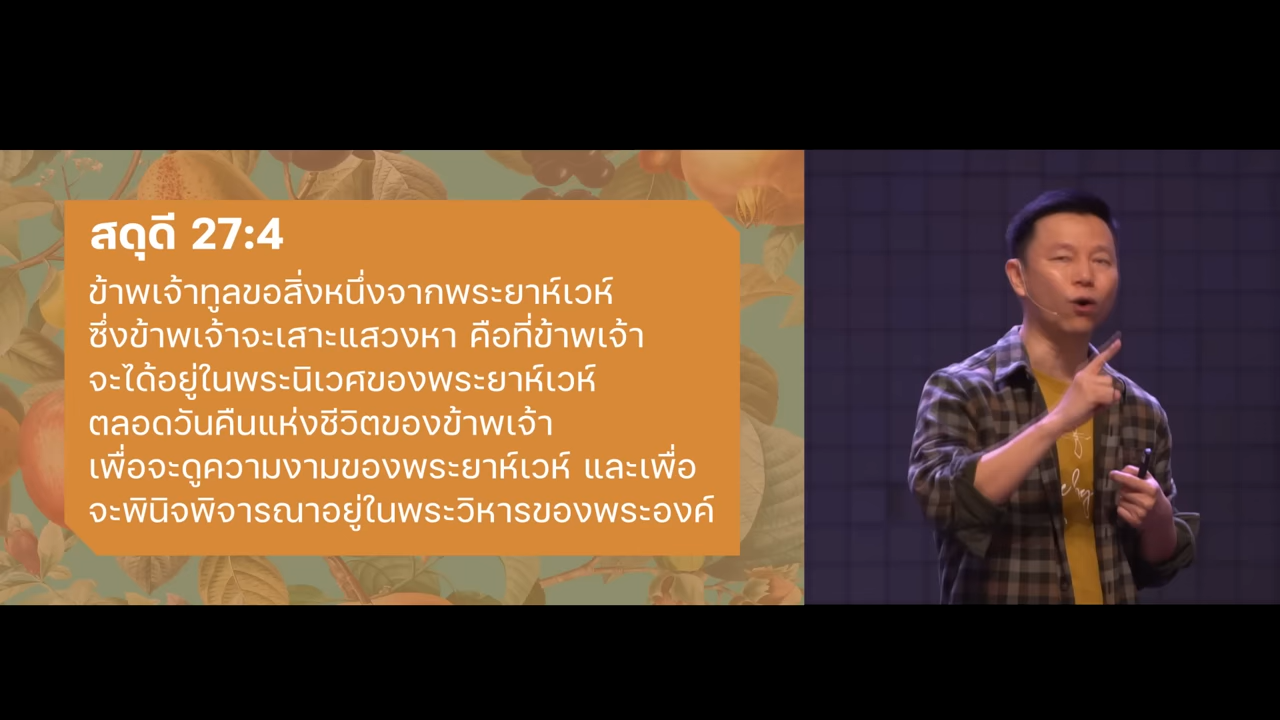 สดุดี 27:4
ข้าพเจ้าทูลขอสิ่งหนึ่งจากพระยาห์เวห์
ซึ่งข้าพเจ้าจะเสาะแสวงหา คือที่ข้าพเจ้า
จะได้อยู่ในพระนิเวศของพระยาห์เวห์
ตลอดวันคืนแห่งชีวิตของข้าพเจ้า
เพื่อจะดูความงามของพระยาห์เวห์ และเพื่อ
จะพินิจพิจารณาอยู่ในพระวิหารของพระองค์